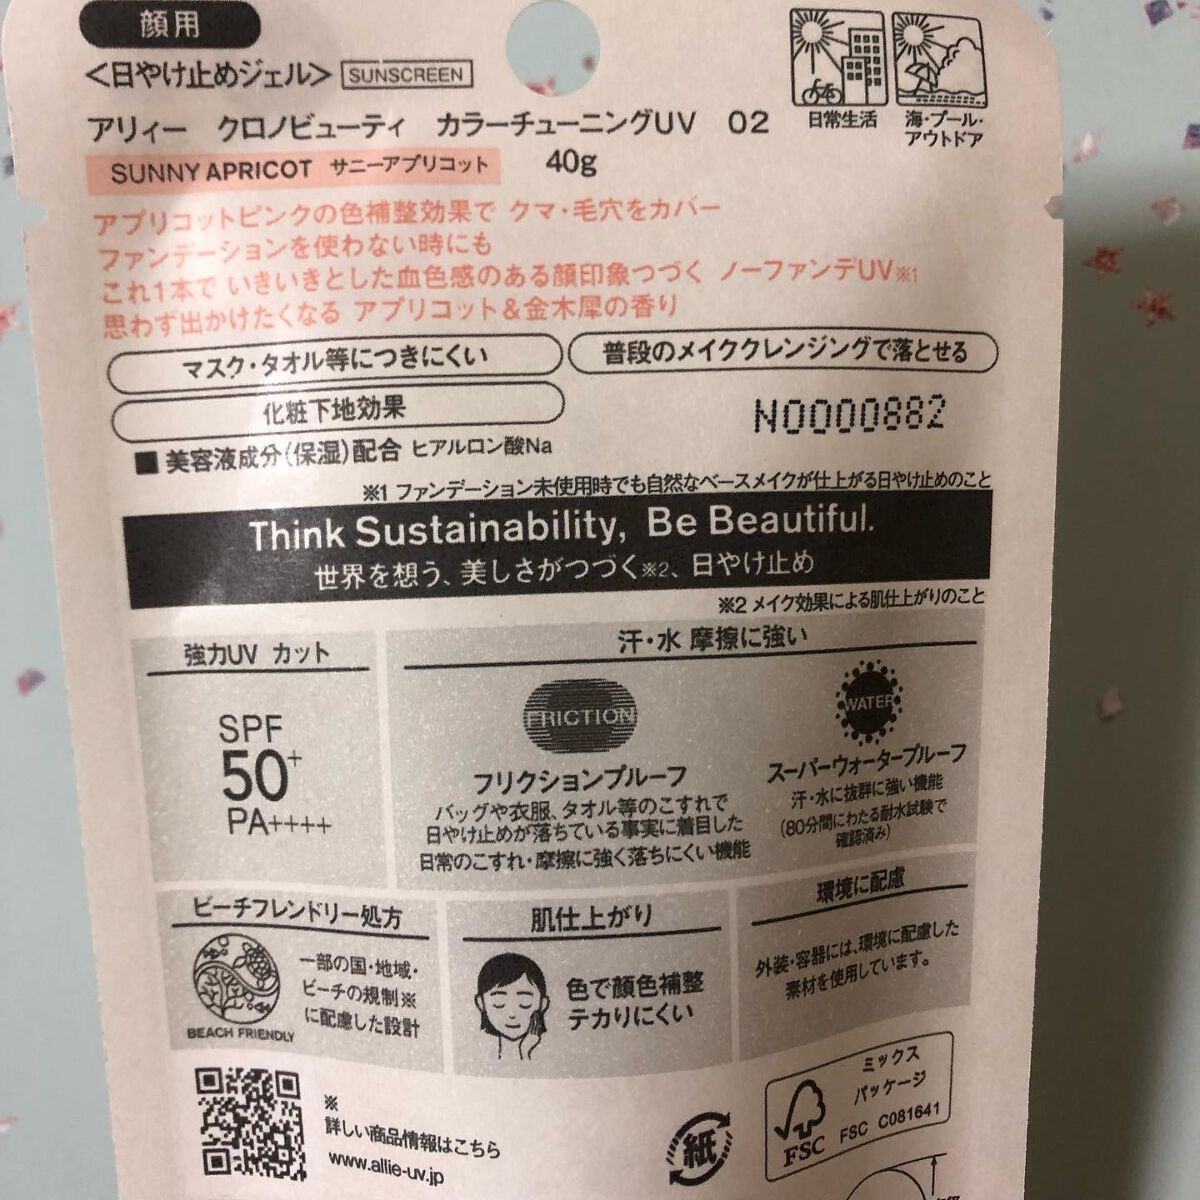 顔用
<日やけ止めジェル> SUNSCREEN
アリィー クロノビューティ カラーチューニングUV 02
SUNNY APRICOT サニーアプリコット 40g
日常生活
海・プール・
アウトドア
アプリコットピンクの色補整効果で クマ・毛穴をカバー
ファンデーションを使わない時にも
これ1本で いきいきとした血色感のある顔印象つづく ノーファンデUV※1
思わず出かけたくなる アプリコット&金木犀の香り
マスク・タオル等につきにくい
普段のメイククレンジングで落とせる
化粧下地効果
N0000882
■ 美容液成分(保湿)配合 ヒアルロン酸Na
※1 ファンデーション未使用時でも自然なベースメイクが仕上がる日やけ止めのこと
Think Sustainability, Be Beautiful.
世界を想う、美しさがつづく※2、日やけ止め
※2 メイク効果による肌仕上がりのこと
強力UV カット
SPF
50+
PA++++
汗・水 摩擦に強い
FRICTION
フリクションプルーフ
バッグや衣服、タオル等のこすれで
日やけ止めが落ちている事実に着目した
日常のこすれ・摩擦に強く落ちにくい機能
WATER
スーパーウォータープルーフ
汗・水に抜群に強い機能
(80分間にわたる耐水試験で
確認済み)
ビーチフレンドリー処方
BEACH FRIENDLY
一部の国・地域・
ビーチの規制※
に配慮した設計
肌仕上がり
色で顔色補整
テカりにくい
環境に配慮
外装・容器には、環境に配慮した
素材を使用しています。
※
詳しい商品情報はこちら
www.allie-uv.jp
紙
FSC
ミックス
パッケージ
FSC C081641